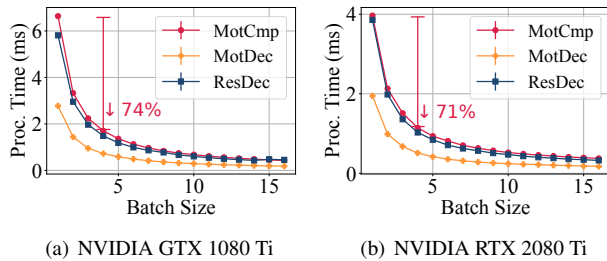 Proc. Time (ms)
6
4
2
0
MotCmp
MotDec
ResDec
↓ 74%
5
10
15
Batch Size
(a) NVIDIA GTX 1080 Ti
Proc. Time (ms)
4
2
0
MotCmp
MotDec
ResDec
↓ 71%
5
10
15
Batch Size
(b) NVIDIA RTX 2080 Ti